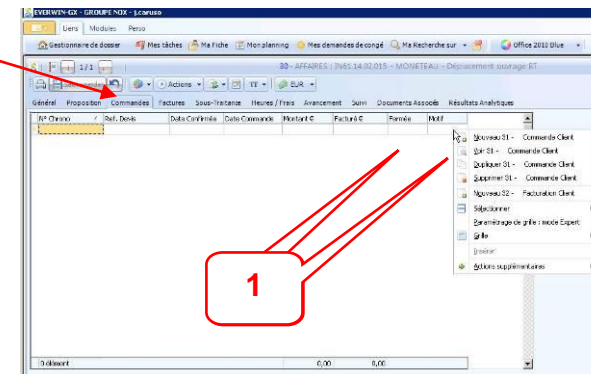 EVERWIN-GX - GROUPE NOX - j.caruso
Liens Modules Perso
Gestionnaire de dossier Mes tâches Ma Fiche Mon planning Mes demandes de congé Ma Recherche sur Office 2010 Blue
1 / 1 30 - AFFAIRES : IN61.14.02.015 - MONETEAU - Déplacement ouvrage RT
Actions TT EUR
Général Proposition Commandes Factures Sous-Traitance Heures / Frais Avancement Suivi Documents Associés Résultats Analytiques
N° Chrono / Ref. Devis Date Confirmée Date Commande Montant € Facturé € Fermée Motif
Nouveau 31 - Commande Client
Voir 31 - Commande Client
Dupliquer 31 - Commande Client
Supprimer 31 - Commande Client
Nouveau 32 - Facturation Client
Sélectionner
Paramétrage de grille : mode Expert
Grille
Insérer
Actions supplémentaires
1
0 élément 0,00 0,00